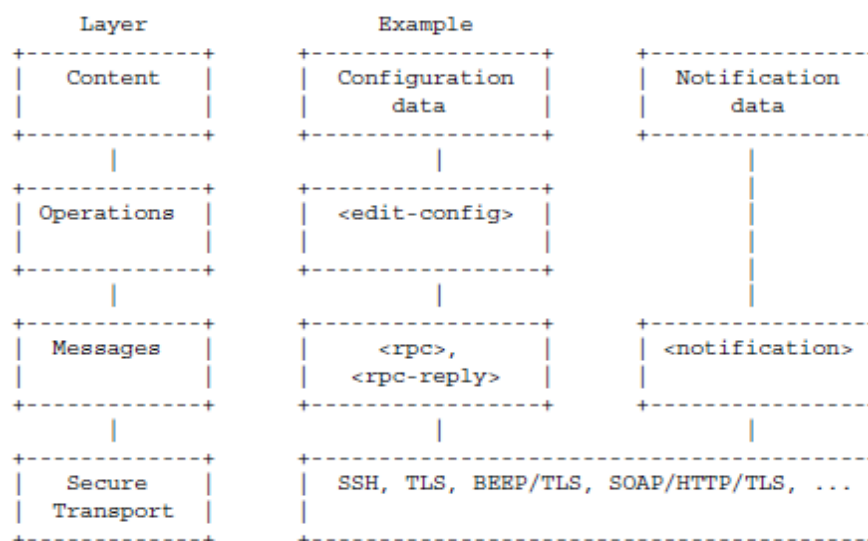 Layer Example
Content Configuration Notification
data data
Operations <edit-config>
Messages <rpc>, <notification>
<rpc-reply>
Secure SSH, TLS, BEEP/TLS, SOAP/HTTP/TLS, ...
Transport